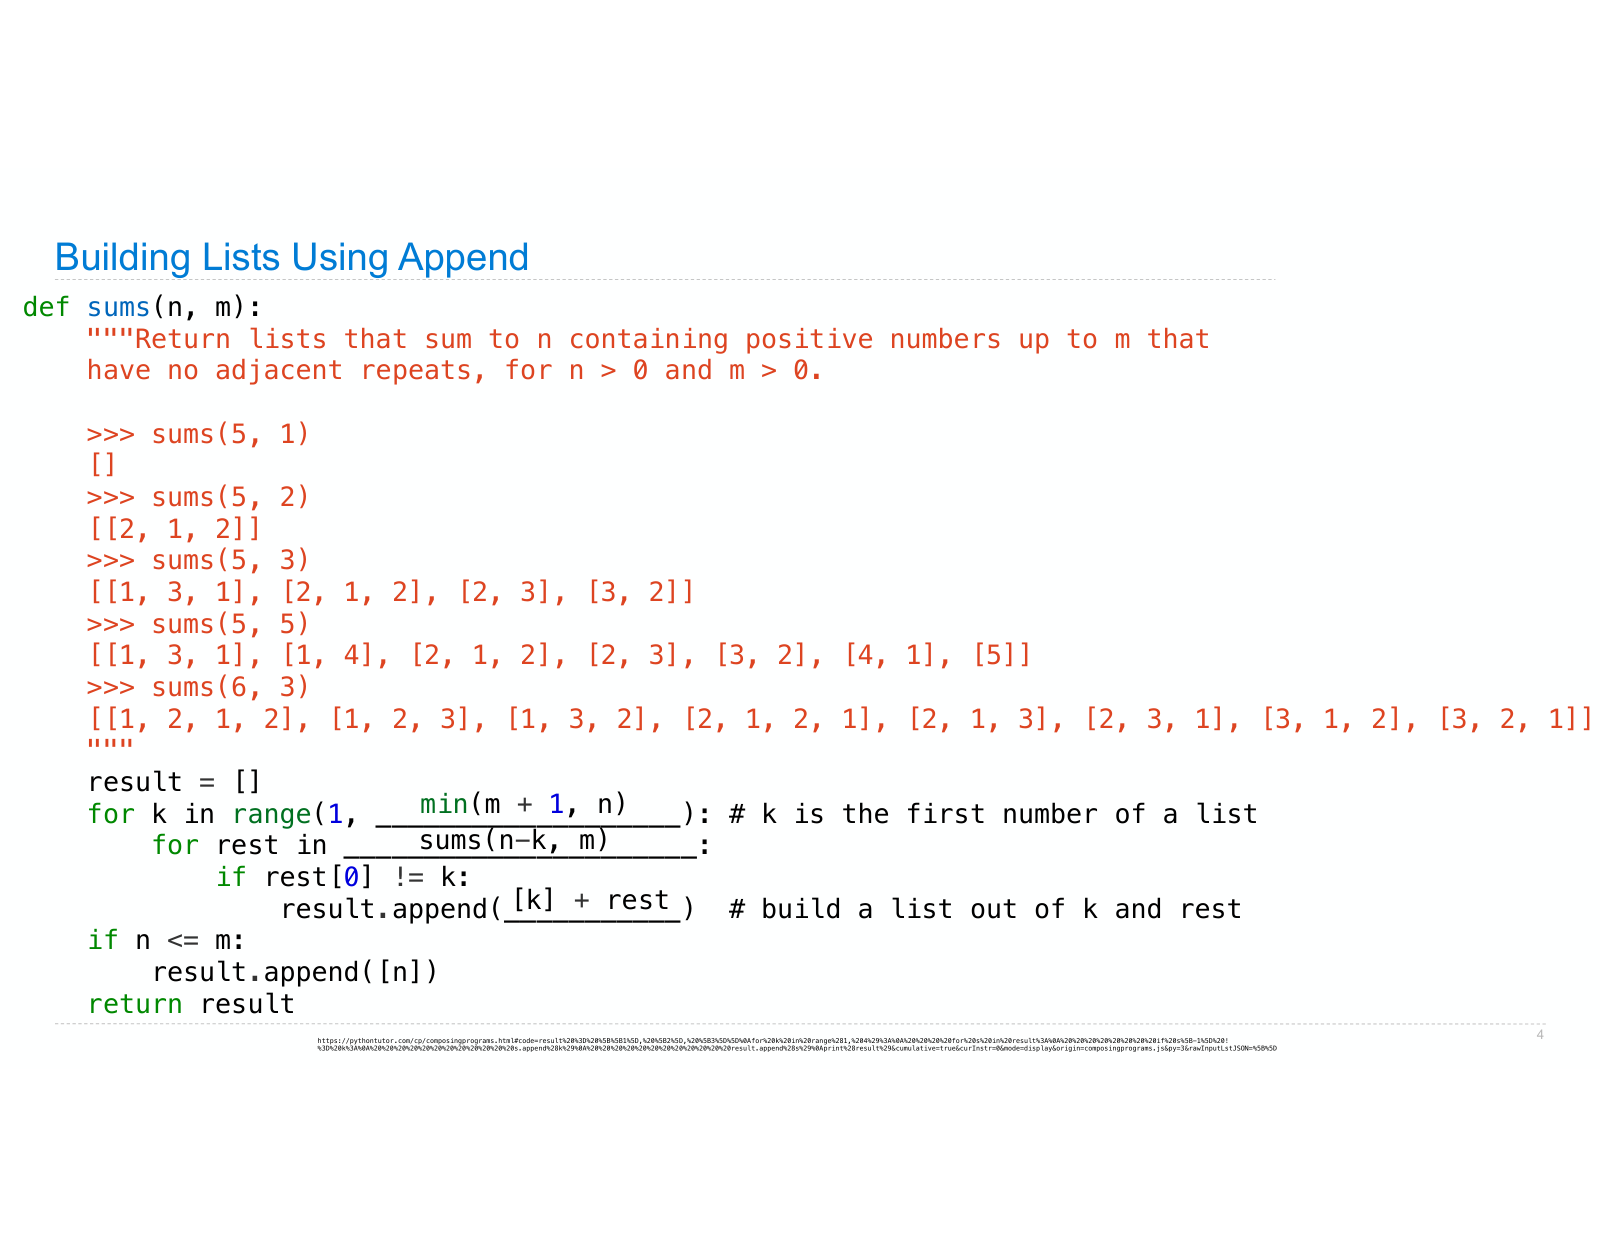 Building Lists Using Append
def sums(n, m):
    """Return lists that sum to n containing positive numbers up to m that
    have no adjacent repeats, for n > 0 and m > 0.
    >>> sums(5, 1)
    []
    >>> sums(5, 2)
    [[2, 1, 2]]
    >>> sums(5, 3)
    [[1, 3, 1], [2, 1, 2], [2, 3], [3, 2]]
    >>> sums(5, 5)
    [[1, 3, 1], [1, 4], [2, 1, 2], [2, 3], [3, 2], [4, 1], [5]]
    >>> sums(6, 3)
    [[1, 2, 1, 2], [1, 2, 3], [1, 3, 2], [2, 1, 2, 1], [2, 1, 3], [2, 3, 1], [3, 1, 2], [3, 2, 1]]
    """
    result = []
    for k in range(1, min(m + 1, n)): # k is the first number of a list
        for rest in sums(n-k, m):
            if rest[0] != k:
                result.append([k] + rest)  # build a list out of k and rest
    if n <= m:
        result.append([n])
    return result
4